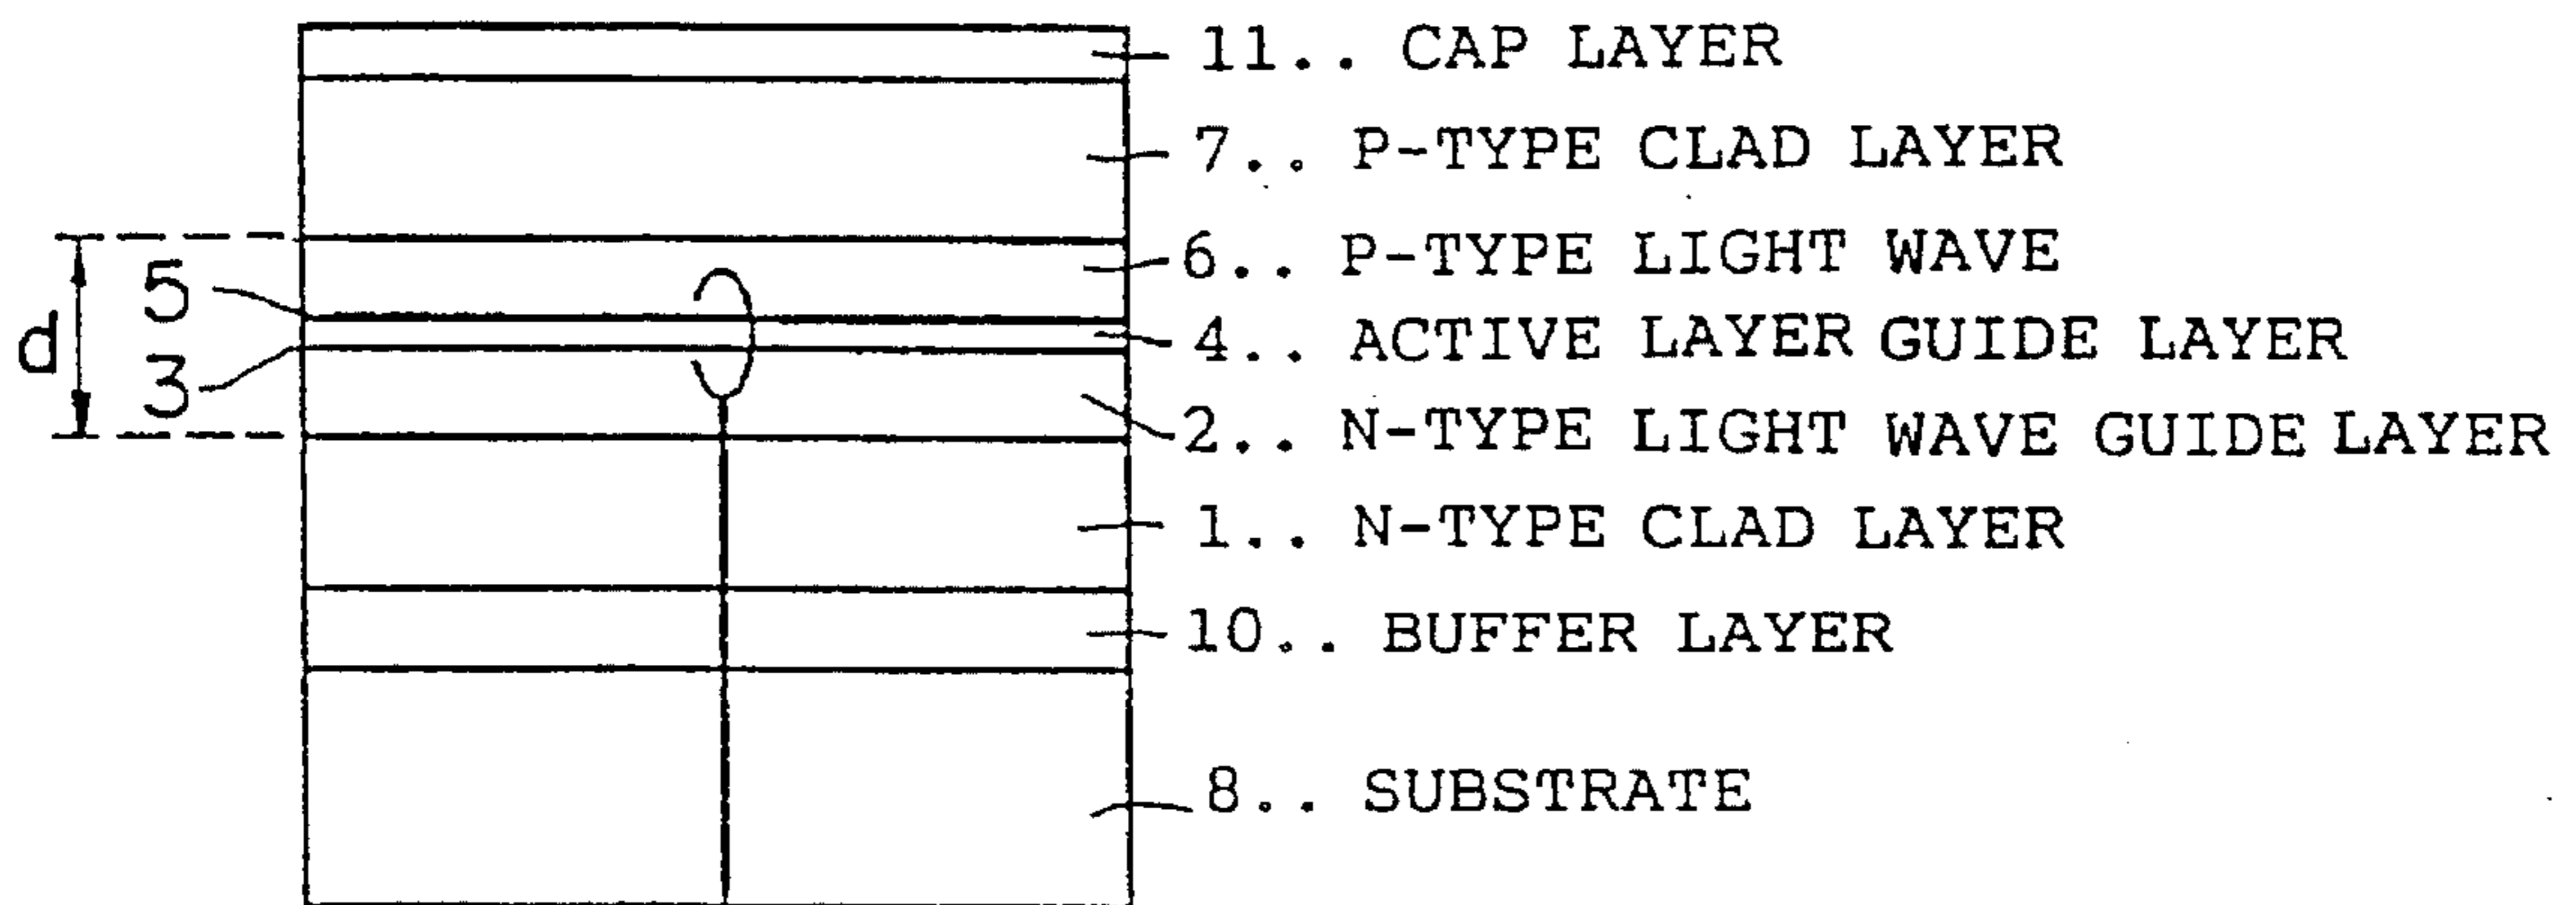 11.. CAP LAYER
7.. P-TYPE CLAD LAYER
6.. P-TYPE LIGHT WAVE
5
4.. ACTIVE LAYER GUIDE LAYER
d
3
2.. N-TYPE LIGHT WAVE GUIDE LAYER
1.. N-TYPE CLAD LAYER
10.. BUFFER LAYER
8.. SUBSTRATE